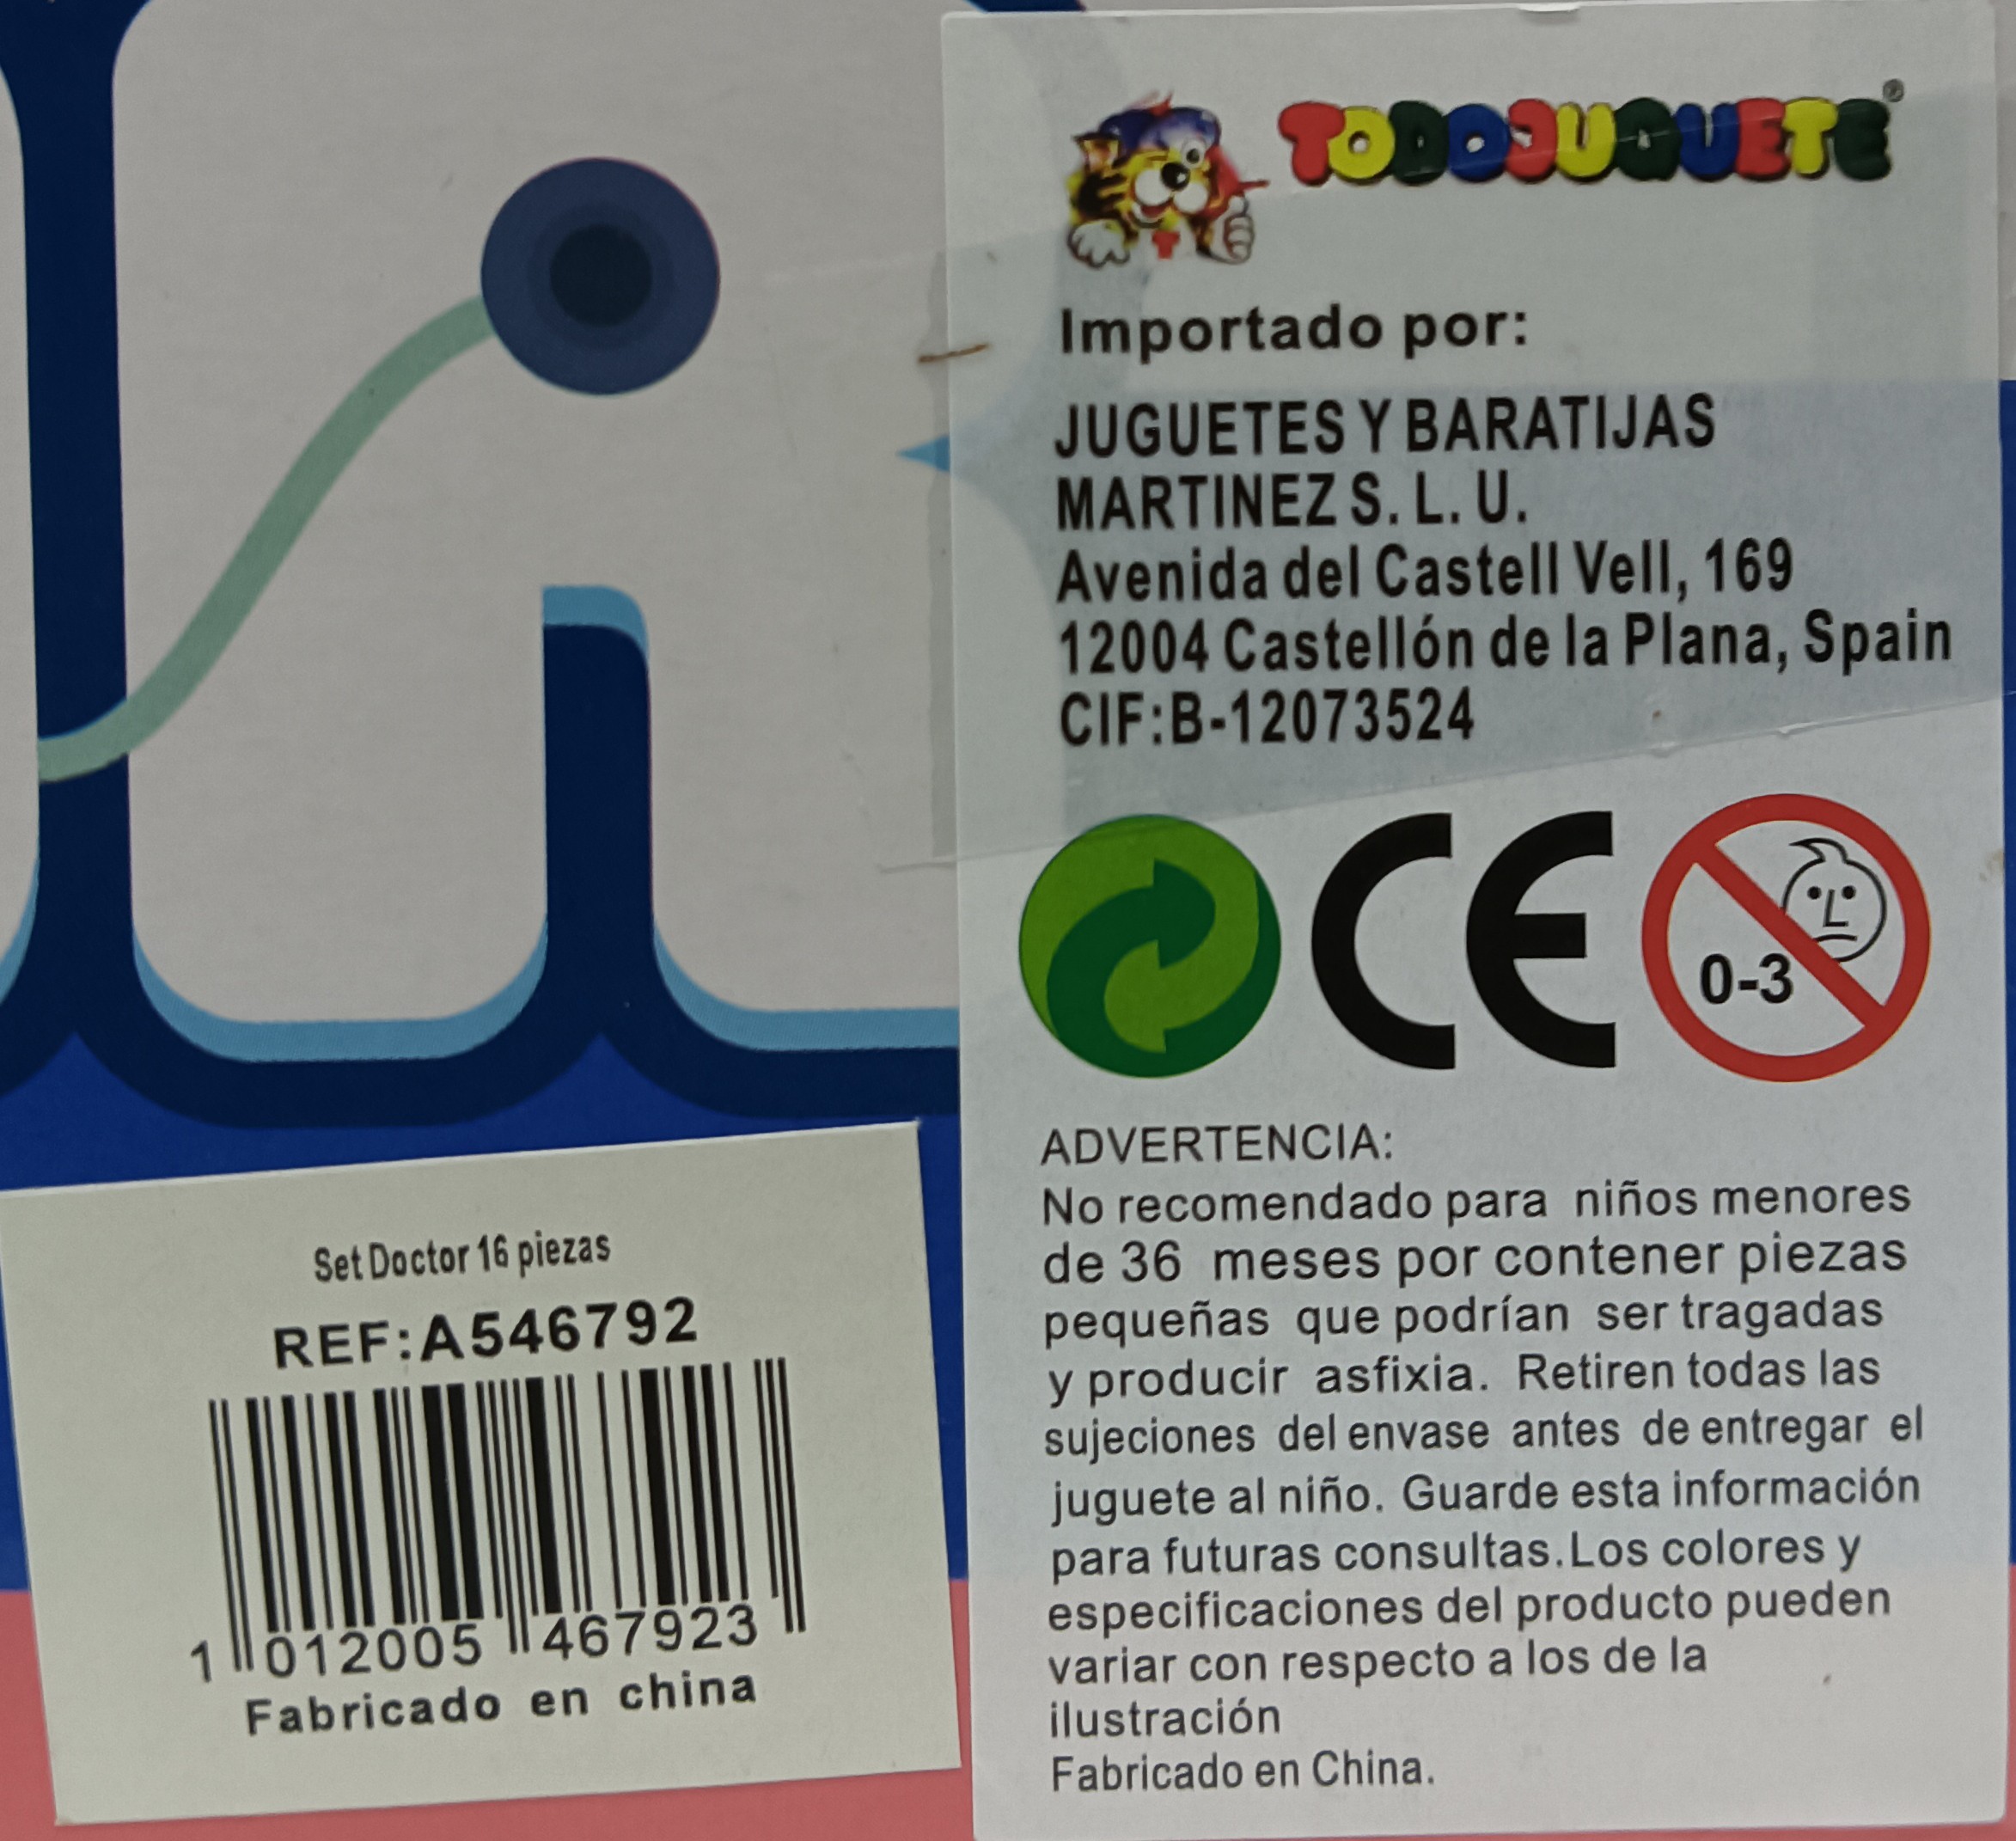 TODOJUGUETE®
Importado por:
JUGUETES Y BARATIJAS
MARTINEZ S. L. U.
Avenida del Castell Vell, 169
12004 Castellón de la Plana, Spain
CIF:B-12073524
CE
0-3
ADVERTENCIA:
No recomendado para niños menores
de 36 meses por contener piezas
pequeñas que podrían ser tragadas
y producir asfixia. Retiren todas las
sujeciones del envase antes de entregar el
juguete al niño. Guarde esta información
para futuras consultas.Los colores y
especificaciones del producto pueden
variar con respecto a los de la
ilustración
Fabricado en China.
Set Doctor 16 piezas
REF:A546792
1 012005 467923
Fabricado en china